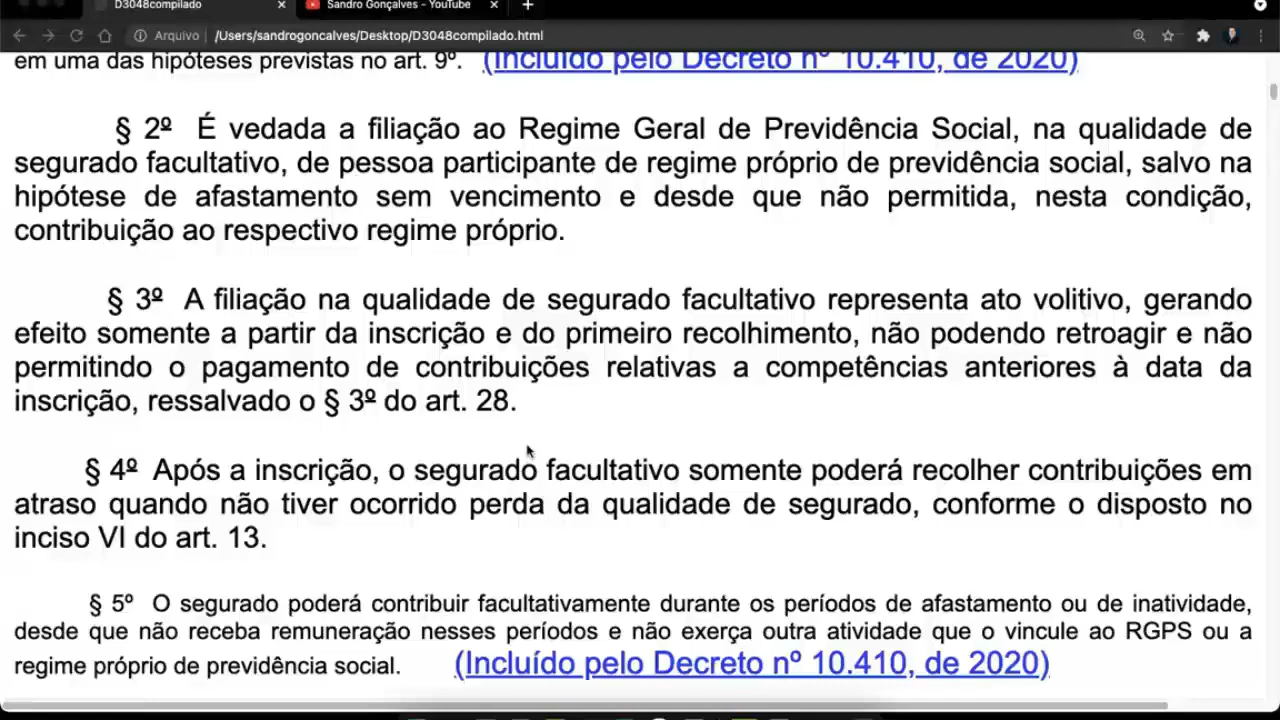 D3048compilado
Sandro Gonçalves - YouTube
Arquivo | /Users/sandrogoncalves/Desktop/D3048compilado.html
em uma das hipóteses previstas no art. 9º. (Incluído pelo Decreto nº 10.410, de 2020)
§ 2º É vedada a filiação ao Regime Geral de Previdência Social, na qualidade de
segurado facultativo, de pessoa participante de regime próprio de previdência social, salvo na
hipótese de afastamento sem vencimento e desde que não permitida, nesta condição,
contribuição ao respectivo regime próprio.
§ 3º A filiação na qualidade de segurado facultativo representa ato volitivo, gerando
efeito somente a partir da inscrição e do primeiro recolhimento, não podendo retroagir e não
permitindo o pagamento de contribuições relativas a competências anteriores à data da
inscrição, ressalvado o § 3º do art. 28.
§ 4º Após a inscrição, o segurado facultativo somente poderá recolher contribuições em
atraso quando não tiver ocorrido perda da qualidade de segurado, conforme o disposto no
inciso VI do art. 13.
§ 5º O segurado poderá contribuir facultativamente durante os períodos de afastamento ou de inatividade,
desde que não receba remuneração nesses períodos e não exerça outra atividade que o vincule ao RGPS ou a
regime próprio de previdência social. (Incluído pelo Decreto nº 10.410, de 2020)